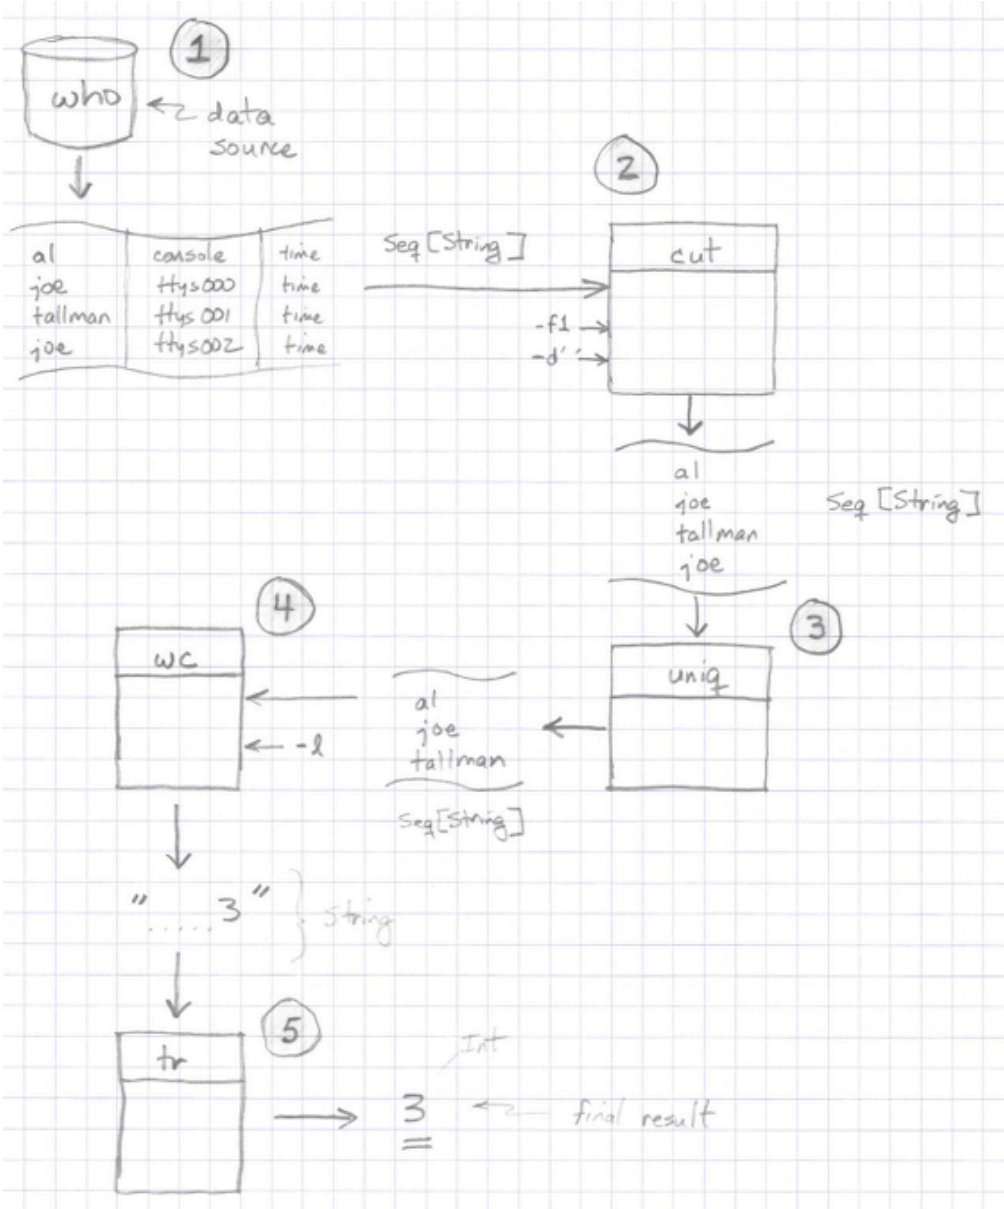 1
who
data
source
al console time
joe ttys000 time
tallman ttys001 time
joe ttys002 time
Seq [String]
2
cut
-f1
-d' '
al
joe
tallman
joe
Seq [String]
3
uniq
al
joe
tallman
Seq[String]
4
wc
-l
".....3"
String
5
tr
Int
3
final result